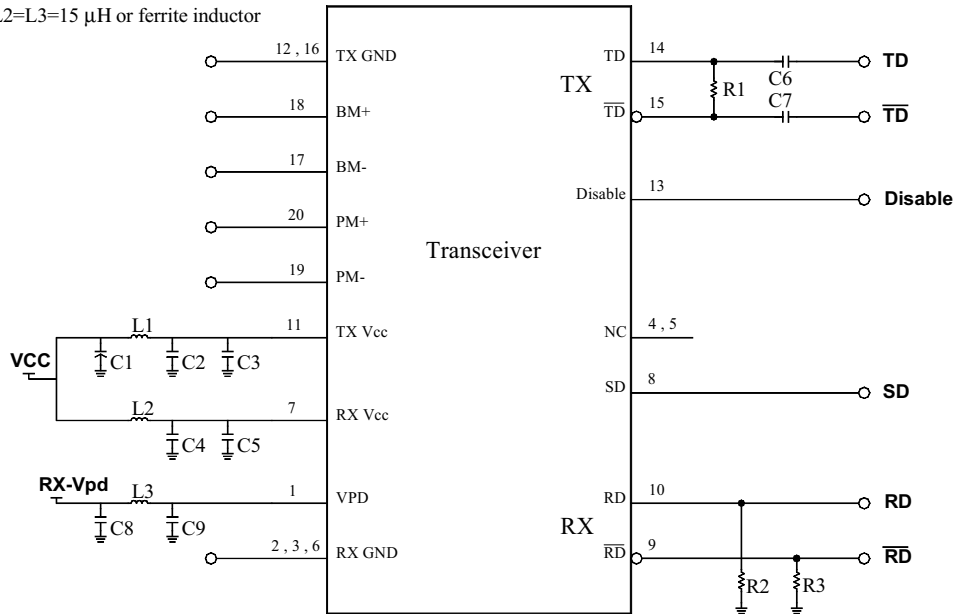 L2=L3=15 μH or ferrite inductor
12 , 16 TX GND
18 BM+
17 BM-
20 PM+
19 PM-
11 TX Vcc
L1
VCC
C1 C2 C3
L2
7 RX Vcc
C4 C5
RX-Vpd
L3
1 VPD
C8 C9
2 , 3 , 6 RX GND
Transceiver
TX
TD 14 TD
C6
R1
C7
TD 15 TD
Disable 13 Disable
NC 4 , 5
SD 8 SD
RD 10 RD
RX
RD 9 RD
R2 R3